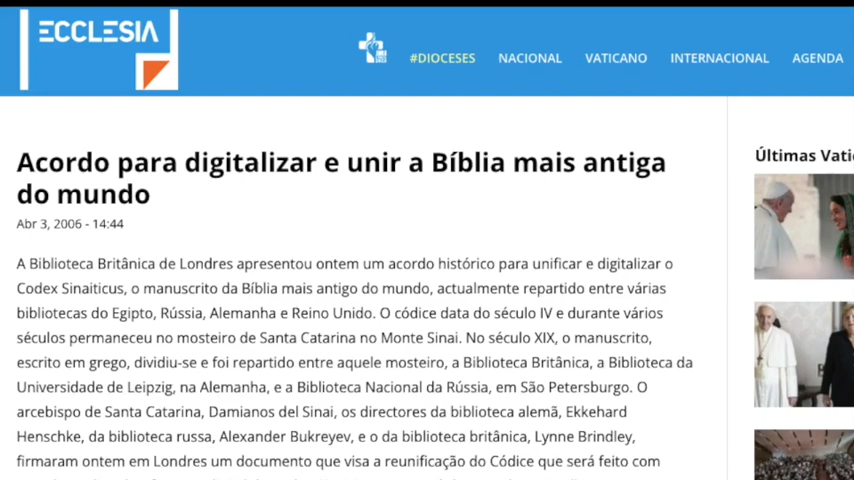 ECCLESIA
#DIOCESES NACIONAL VATICANO INTERNACIONAL AGENDA
Acordo para digitalizar e unir a Bíblia mais antiga
do mundo
Abr 3, 2006 - 14:44
A Biblioteca Britânica de Londres apresentou ontem um acordo histórico para unificar e digitalizar o
Codex Sinaiticus, o manuscrito da Bíblia mais antigo do mundo, actualmente repartido entre várias
bibliotecas do Egipto, Rússia, Alemanha e Reino Unido. O códice data do século IV e durante vários
séculos permaneceu no mosteiro de Santa Catarina no Monte Sinai. No século XIX, o manuscrito,
escrito em grego, dividiu-se e foi repartido entre aquele mosteiro, a Biblioteca Britânica, a Biblioteca da
Universidade de Leipzig, na Alemanha, e a Biblioteca Nacional da Rússia, em São Petersburgo. O
arcebispo de Santa Catarina, Damianos del Sinai, os directores da biblioteca alemã, Ekkehard
Henschke, da biblioteca russa, Alexander Bukreyev, e o da biblioteca britânica, Lynne Brindley,
firmaram ontem em Londres um documento que visa a reunificação do Códice que será feito com
Últimas Vati